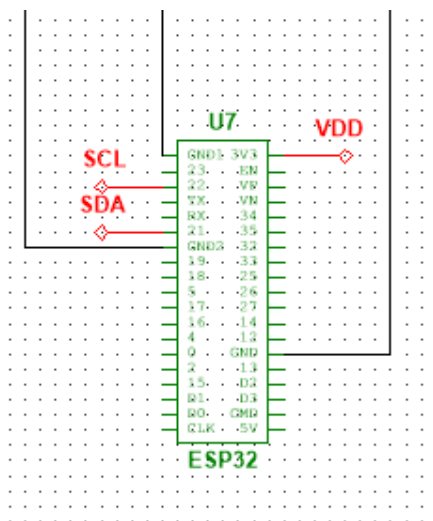 U7
VDD
SCL
SDA
GND1 3V3
23 EN
22 VP
TX VN
RX 34
21 35
GND2 32
19 33
18 25
5 26
17 27
16 14
4 12
0 GND
2 13
15 D2
D1 D3
D0 CMD
CLK 5V
ESP32